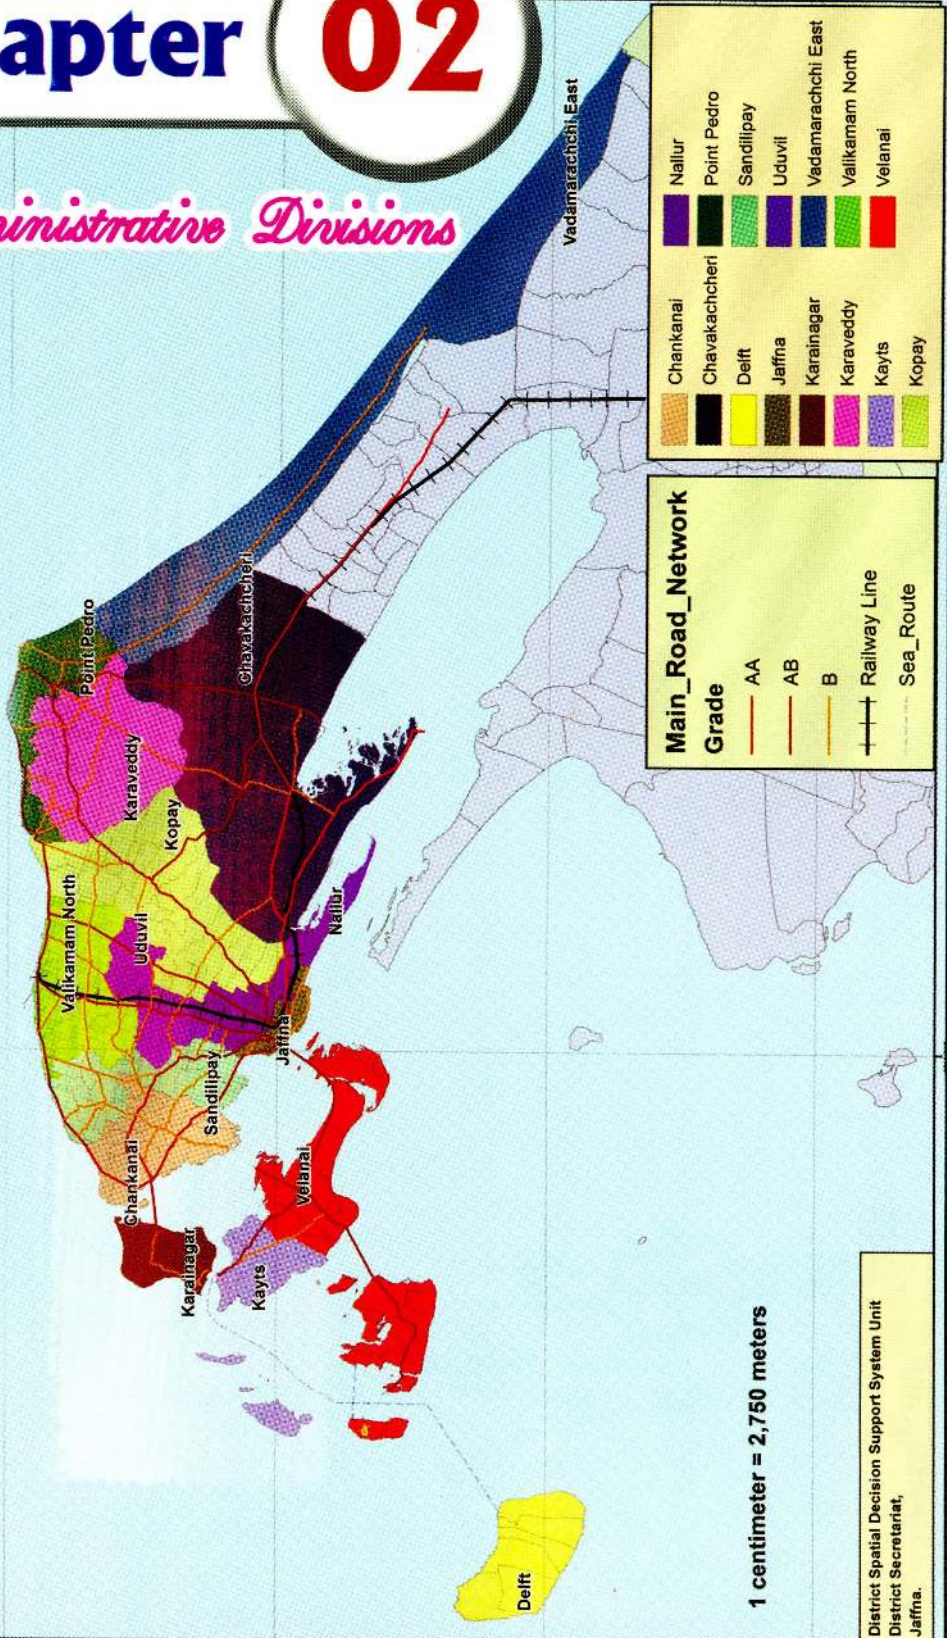 apter
02
ministrative Divisions
Vadamarachchi East
Point Pedro
Chavakachcheri
Karaveddy
Kopay
Valikamam North
Uduvil
Nallur
Jaffna
Sandilipay
Chankanai
Velanai
Karainagar
Kayts
Delft
1 centimeter = 2,750 meters
District Spatial Decision Support System Unit
District Secretariat,
Jaffna.
Main_Road_Network
Grade
AA
AB
B
Railway Line
Sea_Route
Chankanai
Chavakachcheri
Delft
Jaffna
Karainagar
Karaveddy
Kayts
Kopay
Nallur
Point Pedro
Sandilipay
Uduvil
Vadamarachchi East
Valikamam North
Velanai